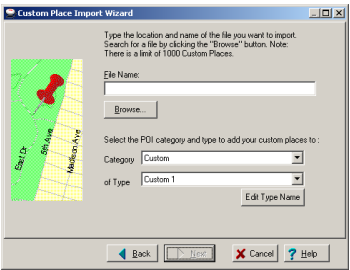 Custom Place Import Wizard
Type the location and name of the file you want to import.
Search for a file by clicking the "Browse" button. Note:
There is a limit of 1000 Custom Places.
File Name:
Browse...
Select the POI category and type to add your custom places to :
Category Custom
of Type Custom 1
Edit Type Name
East Dr
5th Ave
Madison Ave
Back Next Cancel Help